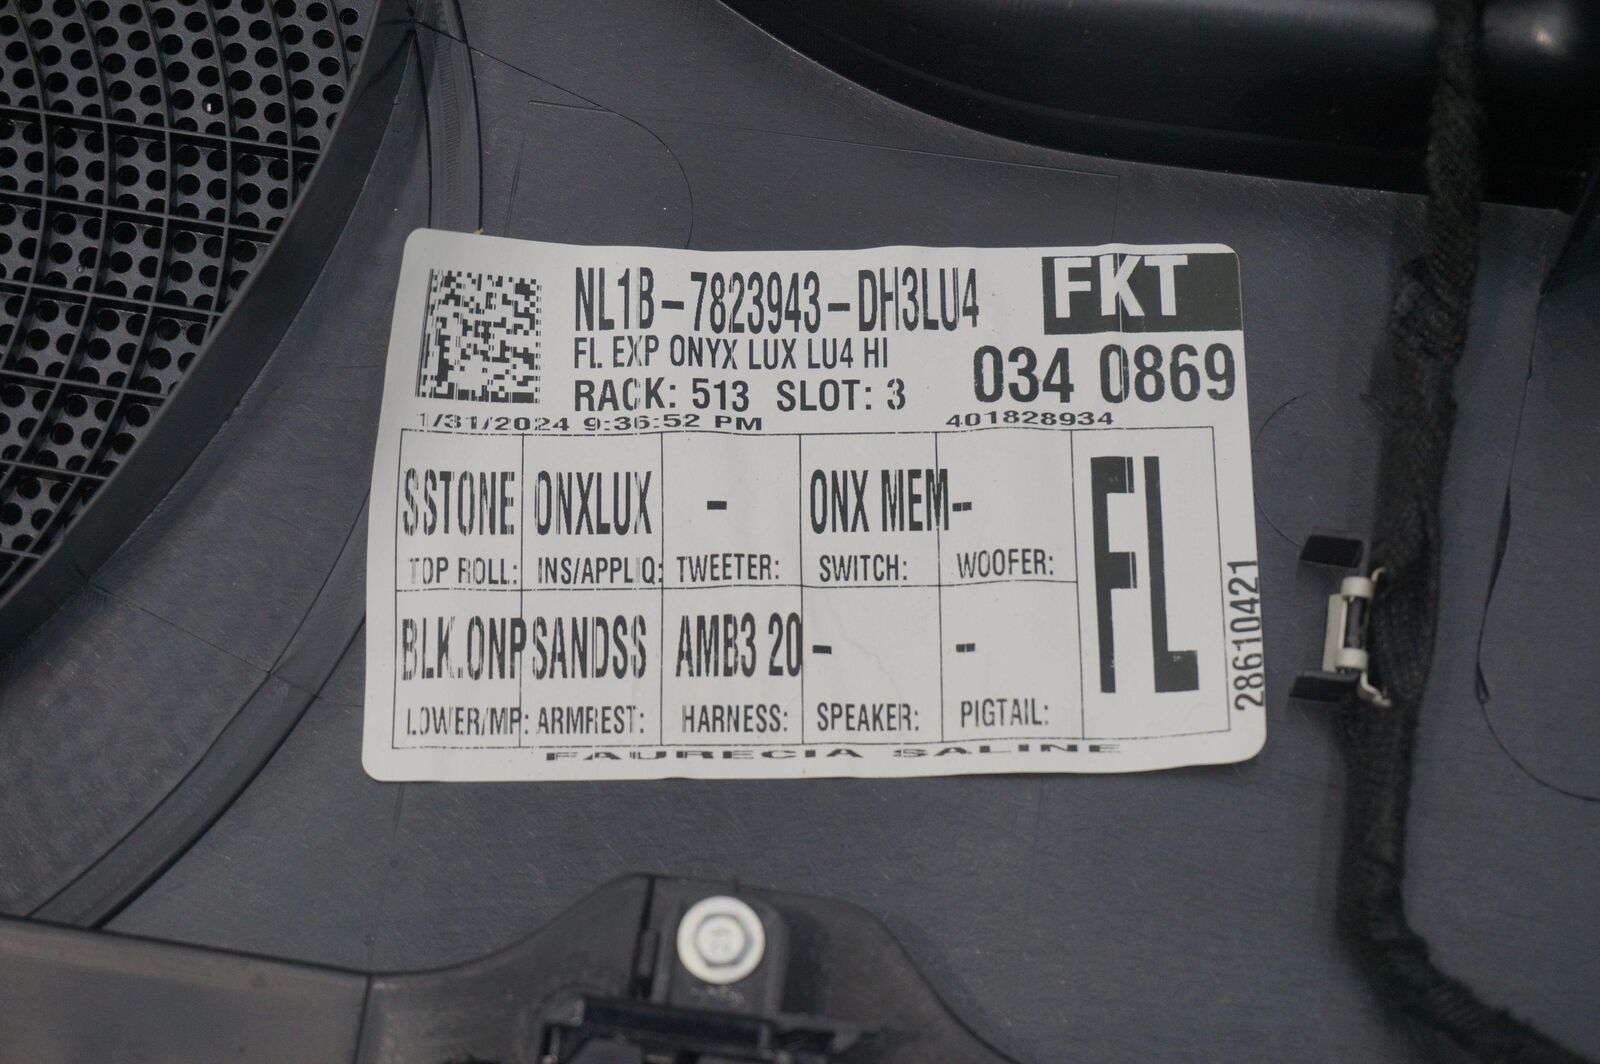 NL1B-7823943-DH3LU4
FKT
FL EXP ONYX LUX LU4 HI
034 0869
RACK: 513 SLOT: 3
1/31/2024 9:36:52 PM
401828934
SSTONE ONXLUX - ONX MEM -
TOP ROLL: INS/APPLIQ: TWEETER: SWITCH: WOOFER:
FL
BLK.ONP SANDSS AMB3 20 - -
LOWER/MP: ARMREST: HARNESS: SPEAKER: PIGTAIL:
28610421
FAURECIA SALINE